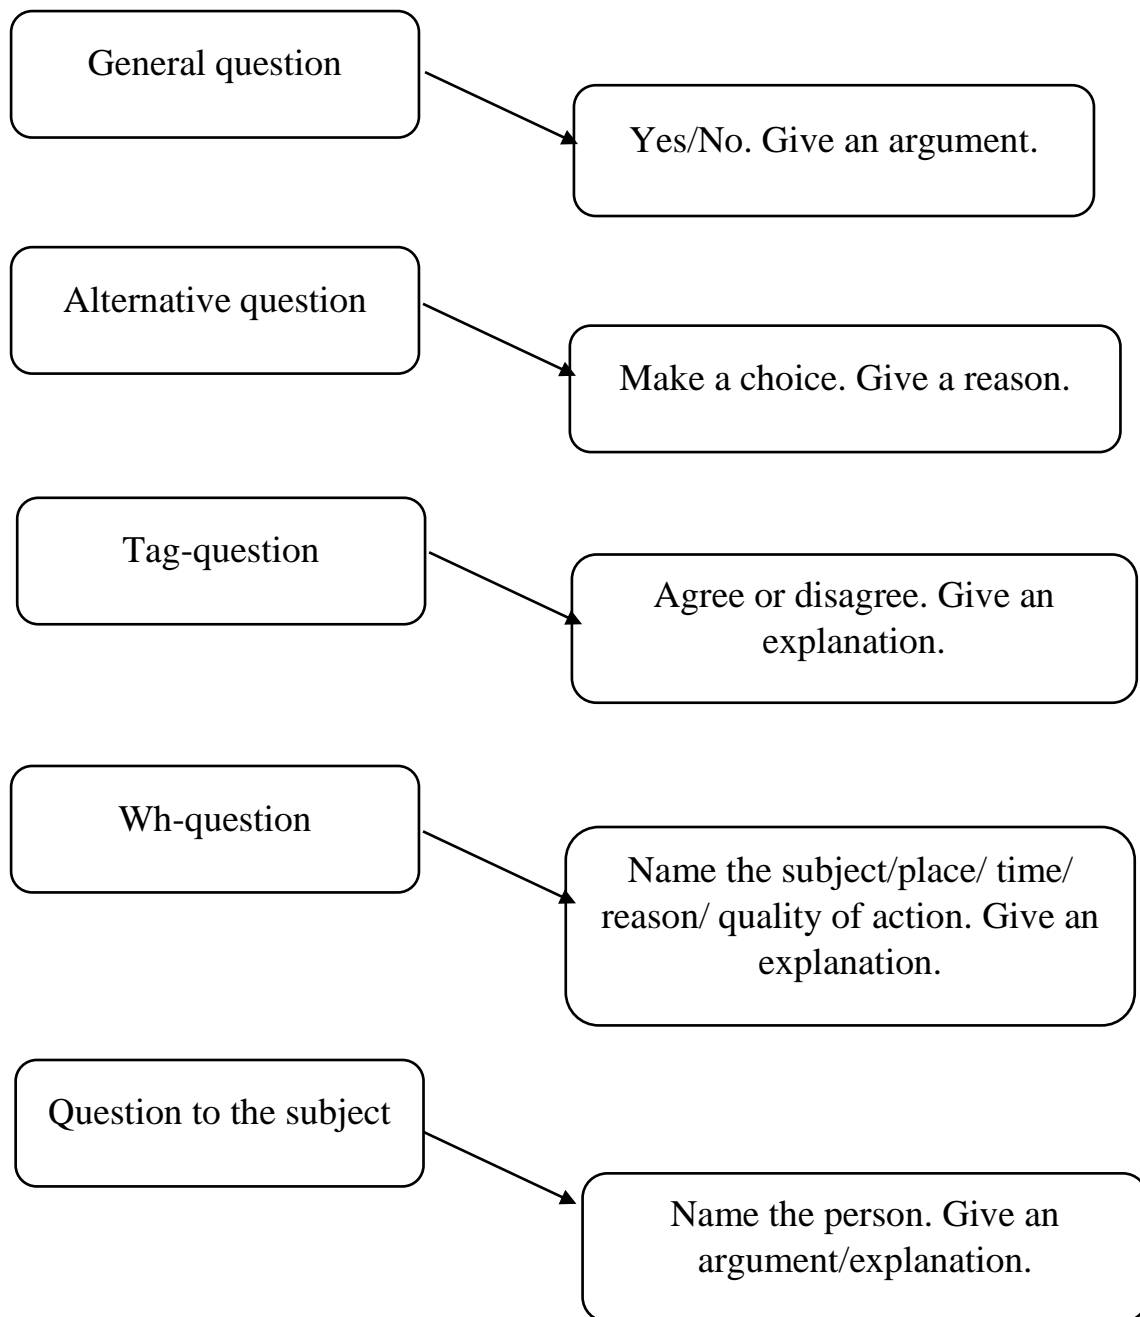 General question
Yes/No. Give an argument.
Alternative question
Make a choice. Give a reason.
Tag-question
Agree or disagree. Give an
explanation.
Wh-question
Name the subject/place/ time/
reason/ quality of action. Give an
explanation.
Question to the subject
Name the person. Give an
argument/explanation.